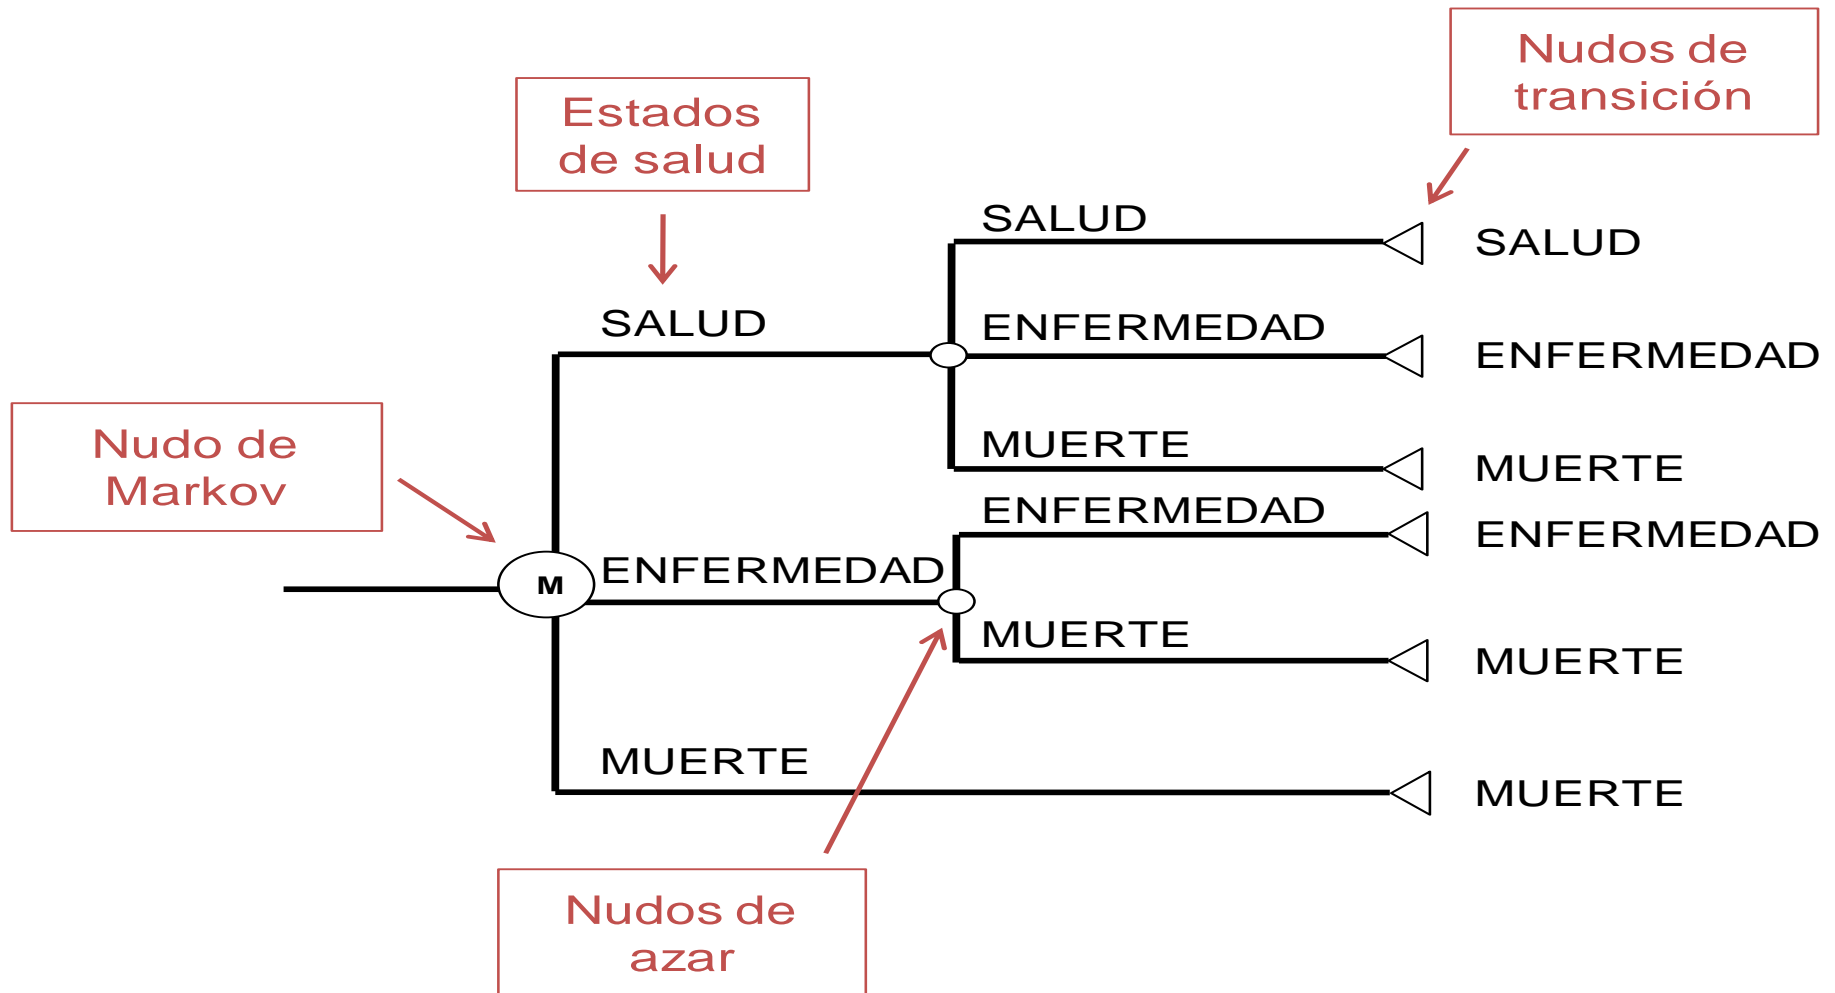 Nudos de
transición
Estados
de salud
SALUD
SALUD
SALUD
ENFERMEDAD
ENFERMEDAD
Nudo de
Markov
MUERTE
MUERTE
ENFERMEDAD
ENFERMEDAD
M
ENFERMEDAD
MUERTE
MUERTE
MUERTE
MUERTE
Nudos de
azar